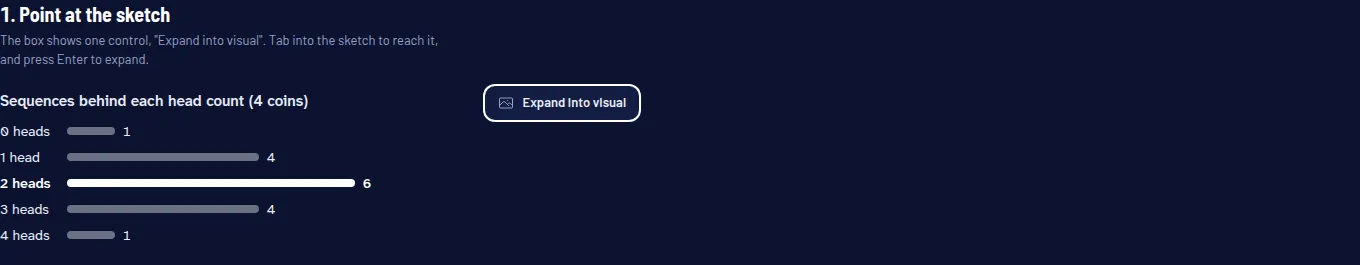 1. Point at the sketch
The box shows one control, "Expand into visual". Tab into the sketch to reach it,
and press Enter to expand.
Sequences behind each head count (4 coins)
Expand into visual
0 heads 1
1 head 4
2 heads 6
3 heads 4
4 heads 1